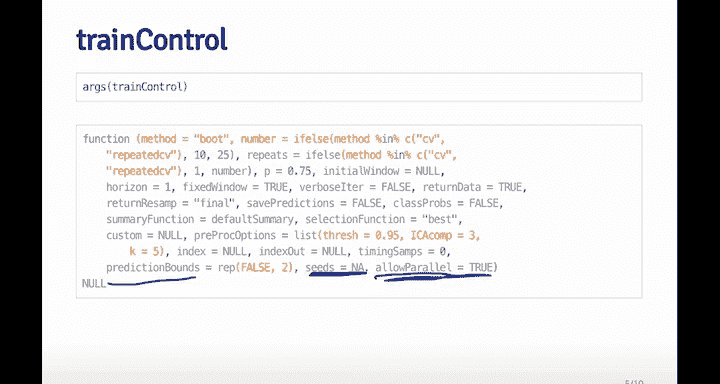 trainControl
args(trainControl)
function (method = "boot", number = ifelse(method %in% c("cv",
"repeatedcv"), 10, 25), repeats = ifelse(method %in% c("cv",
"repeatedcv"), 1, number), p = 0.75, initialWindow = NULL,
horizon = 1, fixedWindow = TRUE, verboseIter = FALSE, returnData = TRUE,
returnResamp = "final", savePredictions = FALSE, classProbs = FALSE,
summaryFunction = defaultSummary, selectionFunction = "best",
custom = NULL, preProcOptions = list(thresh = 0.95, ICAcomp = 3,
k = 5), index = NULL, indexOut = NULL, timingSamps = 0,
predictionBounds = rep(FALSE, 2), seeds = NA, allowParallel = TRUE)
NULL